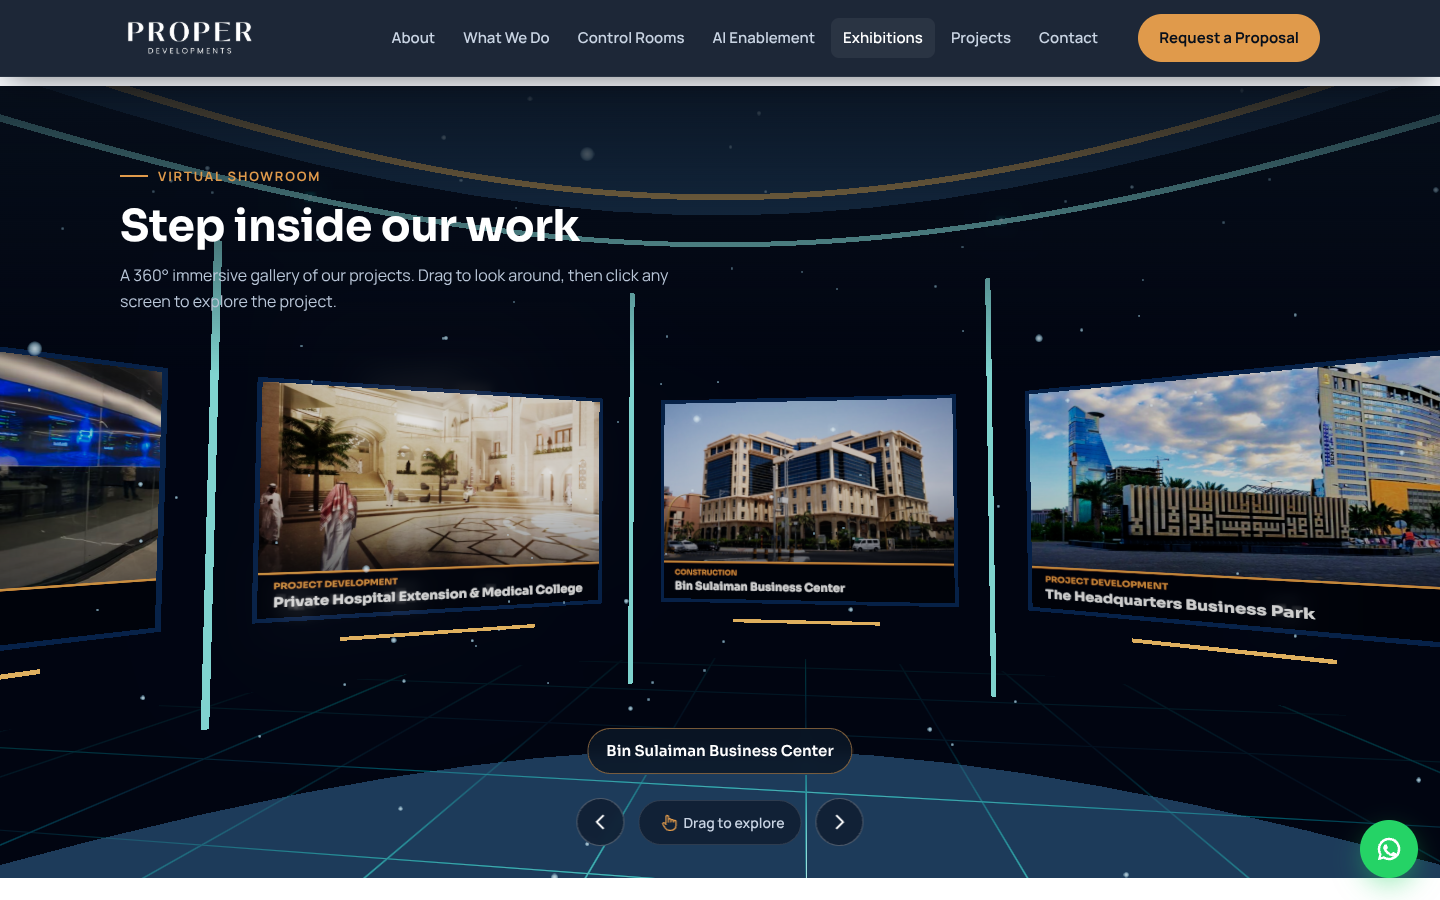 PROPER
DEVELOPMENTS
About
What We Do
Control Rooms
AI Enablement
Exhibitions
Projects
Contact
Request a Proposal
VIRTUAL SHOWROOM
Step inside our work
A 360° immersive gallery of our projects. Drag to look around, then click any
screen to explore the project.
PROJECT DEVELOPMENT
Private Hospital Extension & Medical College
CONSTRUCTION
Bin Sulaiman Business Center
PROJECT DEVELOPMENT
The Headquarters Business Park
Bin Sulaiman Business Center
Drag to explore